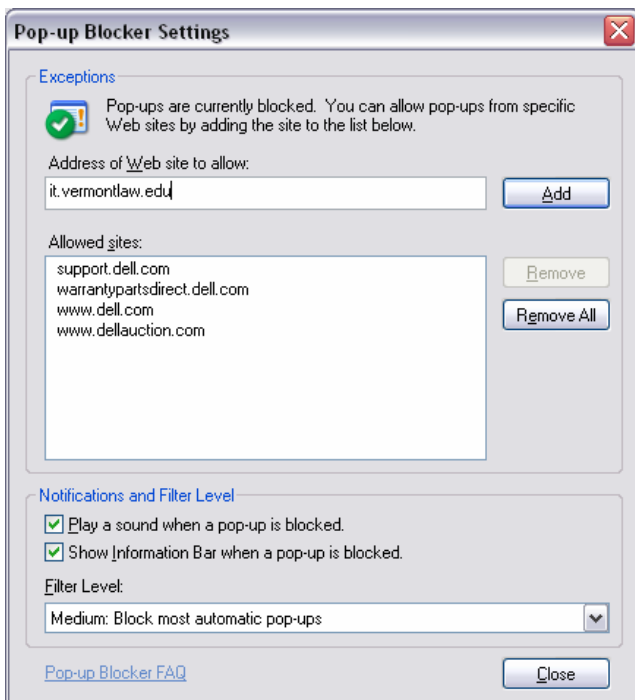 Pop-up Blocker Settings
Exceptions
Pop-ups are currently blocked. You can allow pop-ups from specific
Web sites by adding the site to the list below.
Address of Web site to allow:
it.vermontlaw.edu
Add
Allowed sites:
support.dell.com
warrantypartsdirect.dell.com
www.dell.com
www.dellauction.com
Remove
Remove All
Notifications and Filter Level
Play a sound when a pop-up is blocked.
Show Information Bar when a pop-up is blocked.
Filter Level:
Medium: Block most automatic pop-ups
Pop-up Blocker FAQ
Close